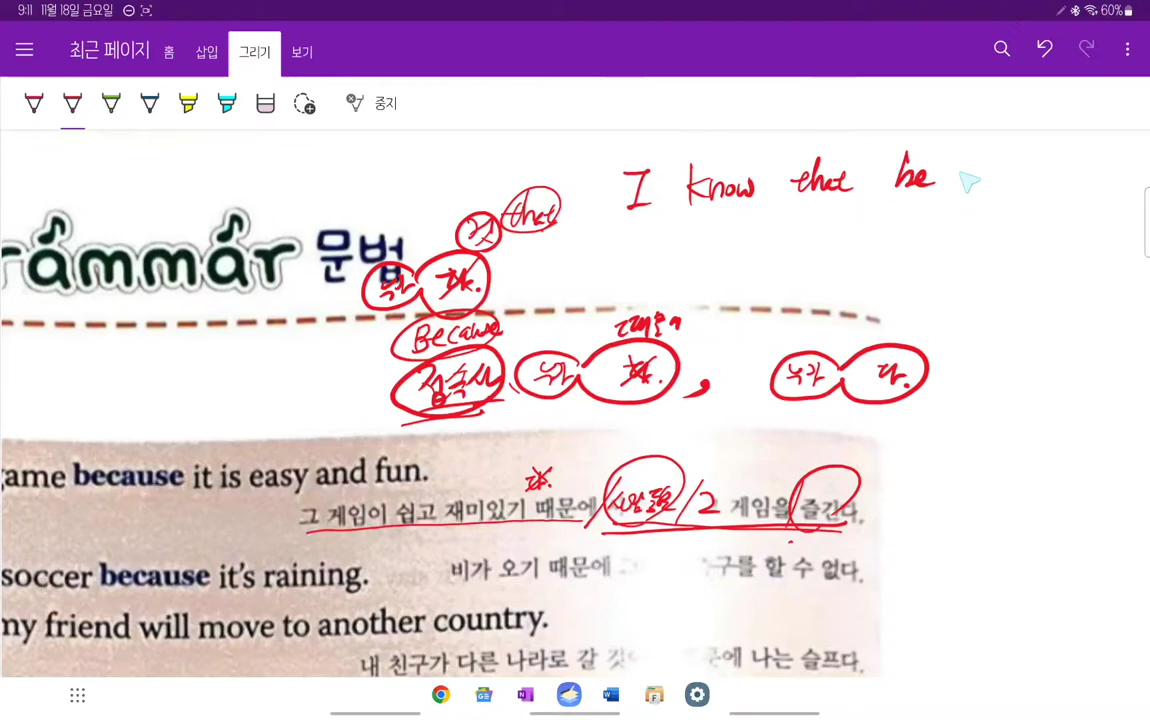 9:11 11월 18일 금요일 60%
최근 페이지 홈 삽입 그리기 보기
중지
I know that he
것 that
rammar 문법
누가 다.
Because
접속사 누가 다. 때문에 , 누가 다.
ame because it is easy and fun.
그 게임이 쉽고 재미있기 때문에 사람들은 / 그 게임을 즐긴다.
soccer because it's raining.
비가 오기 때문에 구를 할 수 없다.
my friend will move to another country.
내 친구가 다른 나라로 갈 것 문에 나는 슬프다.